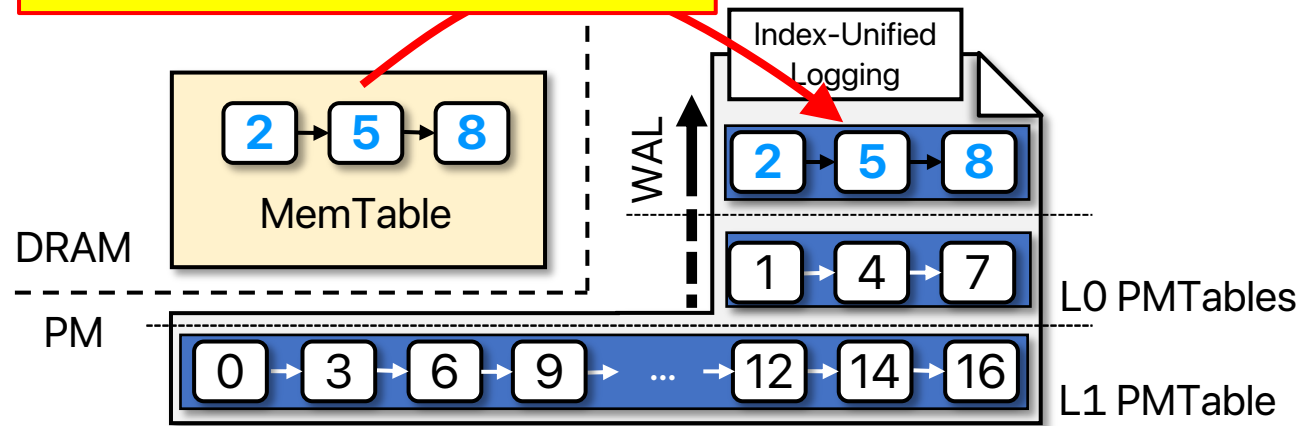 Index-Unified
Logging
2 5 8
MemTable
WAL
2 5 8
DRAM
1 4 7
L0 PMTables
PM
0 3 6 9 ... 12 14 16
L1 PMTable